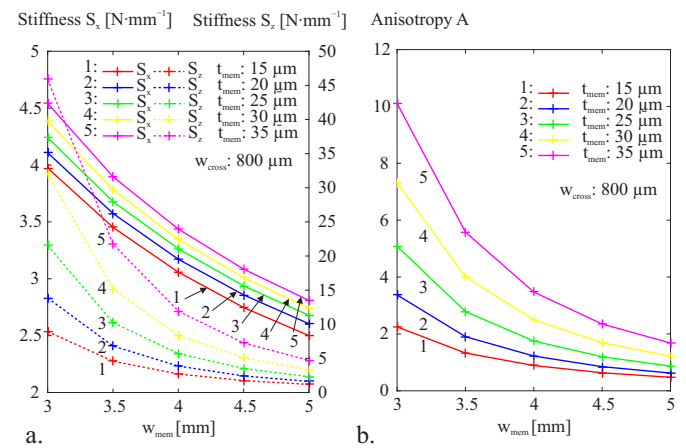 Stiffness Sx [N·mm⁻¹] Stiffness Sz [N·mm⁻¹]
5
4.5
4
3.5
3
2.5
2
50
45
40
35
30
25
20
15
10
5
0
1: Sx Sz tmem: 15 µm
2: Sx Sz tmem: 20 µm
3: Sx Sz tmem: 25 µm
4: Sx Sz tmem: 30 µm
5: Sx Sz tmem: 35 µm
wcross: 800 µm
5
4
3
2
1
1
2
3
4
5
3 3.5 4 4.5 5
wmem [mm]
a.
Anisotropy A
12
10
8
6
4
2
0
1: tmem: 15 µm
2: tmem: 20 µm
3: tmem: 25 µm
4: tmem: 30 µm
5: tmem: 35 µm
wcross: 800 µm
5
4
3
2
1
3 3.5 4 4.5 5
wmem [mm]
b.